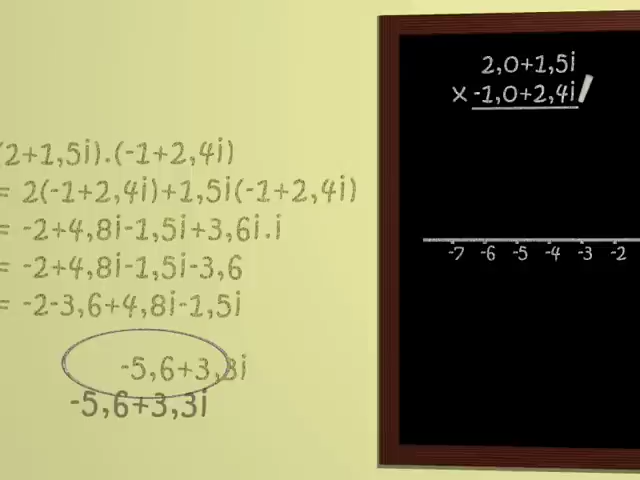 (2+1,5i).(-1+2,4i)
= 2(-1+2,4i)+1,5i(-1+2,4i)
= -2+4,8i-1,5i+3,6i.i
= -2+4,8i-1,5i-3,6
= -2-3,6+4,8i-1,5i
-5,6+3,3i
-5,6+3,3i
2,0+1,5i
x -1,0+2,4i
-7 -6 -5 -4 -3 -2